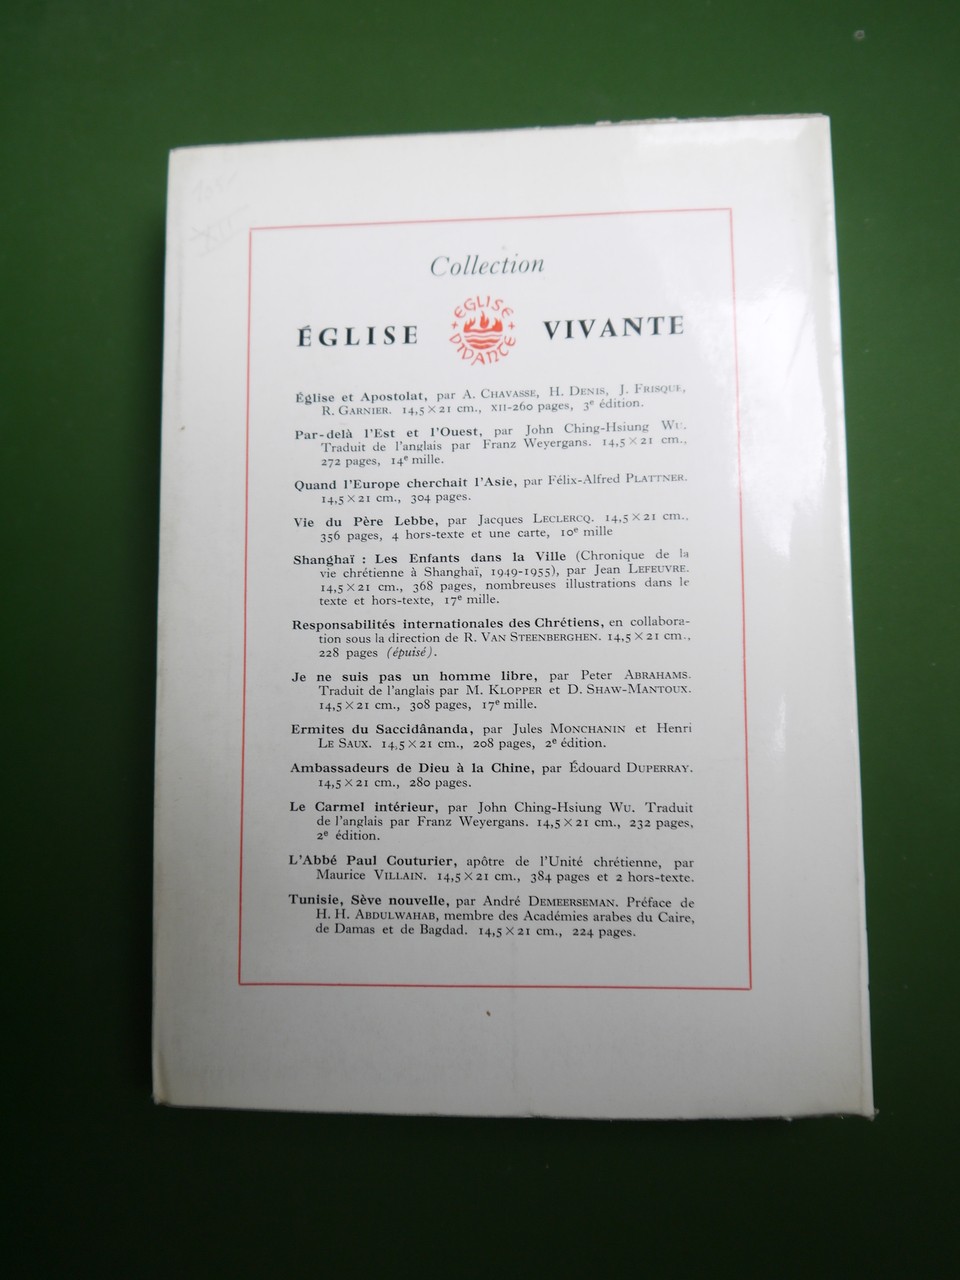 Collection
ÉGLISE
EGLISE
VIVANTE
VIVANTE
Église et Apostolat, par A. CHAVASSE, H. DENIS, J. FRISQUE,
R. GARNIER. 14,5 × 21 cm., XII-260 pages, 3e édition.
Par-delà l'Est et l'Ouest, par John Ching-Hsiung WU.
Traduit de l'anglais par Franz Weyergans. 14,5 × 21 cm.,
272 pages, 14e mille.
Quand l'Europe cherchait l'Asie, par Félix-Alfred PLATTNER.
14,5 × 21 cm., 304 pages.
Vie du Père Lebbe, par Jacques LECLERCQ. 14,5 × 21 cm.,
356 pages, 4 hors-texte et une carte, 10e mille
Shanghaï : Les Enfants dans la Ville (Chronique de la
vie chrétienne à Shanghaï, 1949-1955), par Jean LEFEUVRE.
14,5 × 21 cm., 368 pages, nombreuses illustrations dans le
texte et hors-texte, 17e mille.
Responsabilités internationales des Chrétiens, en collabora-
tion sous la direction de R. VAN STEENBERGHEN. 14,5 × 21 cm.,
228 pages (épuisé).
Je ne suis pas un homme libre, par Peter ABRAHAMS.
Traduit de l'anglais par M. KLOPPER et D. SHAW-MANTOUX.
14,5 × 21 cm., 308 pages, 17e mille.
Ermites du Saccidânanda, par Jules MONCHANIN et Henri
LE SAUX. 14,5 × 21 cm., 208 pages, 2e édition.
Ambassadeurs de Dieu à la Chine, par Édouard DUPERRAY.
14,5 × 21 cm., 280 pages.
Le Carmel intérieur, par John Ching-Hsiung WU. Traduit
de l'anglais par Franz Weyergans. 14,5 × 21 cm., 232 pages,
2e édition.
L'Abbé Paul Couturier, apôtre de l'Unité chrétienne, par
Maurice VILLAIN. 14,5 × 21 cm., 384 pages et 2 hors-texte.
Tunisie, Sève nouvelle, par André DEMEERSEMAN. Préface de
H. H. ABDULWAHAB, membre des Académies arabes du Caire,
de Damas et de Bagdad. 14,5 × 21 cm., 224 pages.